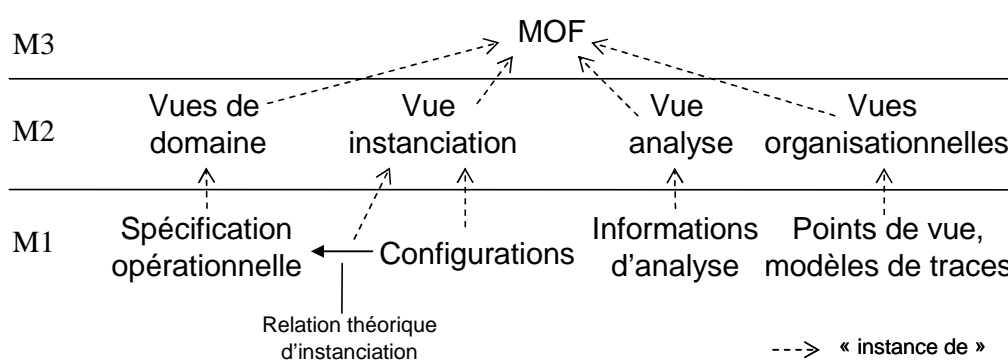 M3
MOF
M2
Vues de
domaine
Vue
instanciation
Vue
analyse
Vues
organisationnelles
M1
Spécification
opérationnelle
Configurations
Informations
d'analyse
Points de vue,
modèles de traces
Relation théorique
d'instanciation
« instance de »